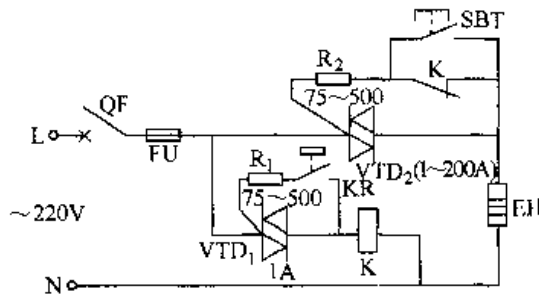 SBT
R₂
K
QF
75~500
L
FU
VTD₂(1~200A)
R₁
KR
75~500
~220V
EH
VTD₁
1A
K
N